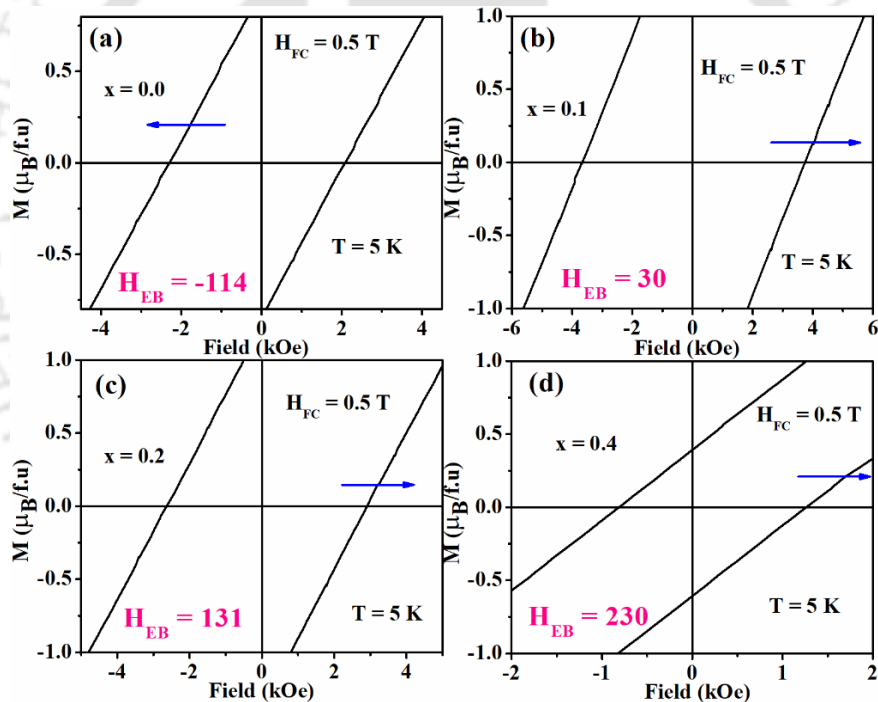 (a)
H_FC = 0.5 T
x = 0.0
T = 5 K
H_EB = -114
M (μ_B/f.u)
0.5
0.0
-0.5
-4 -2 0 2 4
Field (kOe)
(b)
H_FC = 0.5 T
x = 0.1
T = 5 K
H_EB = 30
M (μ_B/f.u)
1.0
0.5
0.0
-0.5
-1.0
-6 -4 -2 0 2 4 6
Field (kOe)
(c)
H_FC = 0.5 T
x = 0.2
H_EB = 131
T = 5 K
M (μ_B/f.u)
1.0
0.5
0.0
-0.5
-1.0
-4 -2 0 2 4
Field (kOe)
(d)
H_FC = 0.5 T
x = 0.4
T = 5 K
H_EB = 230
M (μ_B/f.u)
1.0
0.5
0.0
-0.5
-1.0
-2 -1 0 1 2
Field (kOe)